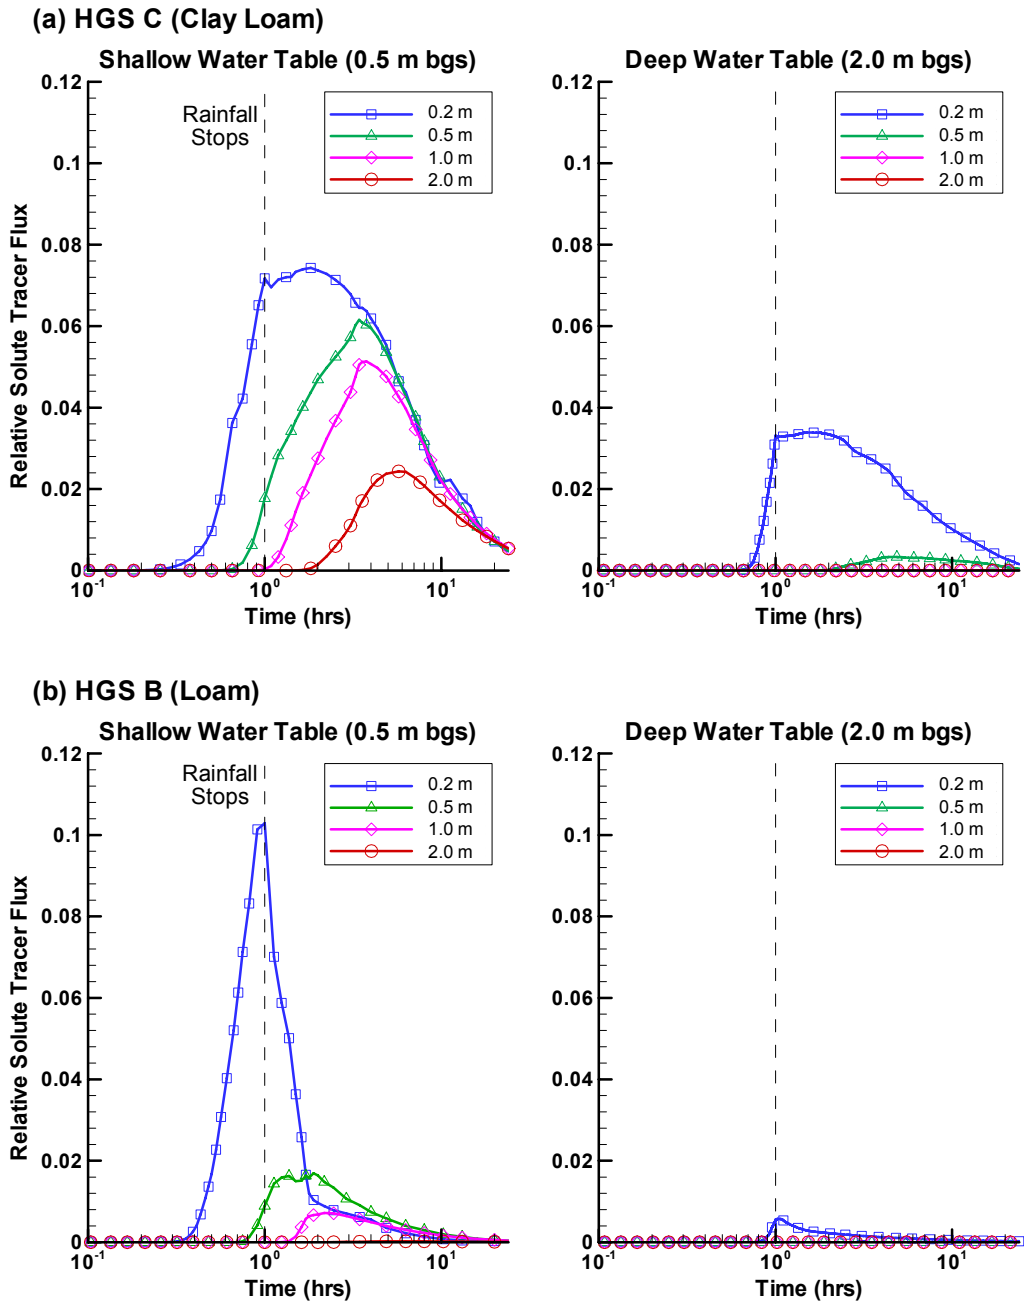 (a) HGS C (Clay Loam)
Shallow Water Table (0.5 m bgs)
Relative Solute Tracer Flux
0.12
0.1
0.08
0.06
0.04
0.02
0
Rainfall
Stops
0.2 m
0.5 m
1.0 m
2.0 m
10-1
100
101
Time (hrs)
Deep Water Table (2.0 m bgs)
0.12
0.1
0.08
0.06
0.04
0.02
0
0.2 m
0.5 m
1.0 m
2.0 m
10-1
100
101
Time (hrs)
(b) HGS B (Loam)
Shallow Water Table (0.5 m bgs)
Relative Solute Tracer Flux
0.12
0.1
0.08
0.06
0.04
0.02
0
Rainfall
Stops
0.2 m
0.5 m
1.0 m
2.0 m
10-1
100
101
Time (hrs)
Deep Water Table (2.0 m bgs)
0.12
0.1
0.08
0.06
0.04
0.02
0
0.2 m
0.5 m
1.0 m
2.0 m
10-1
100
101
Time (hrs)